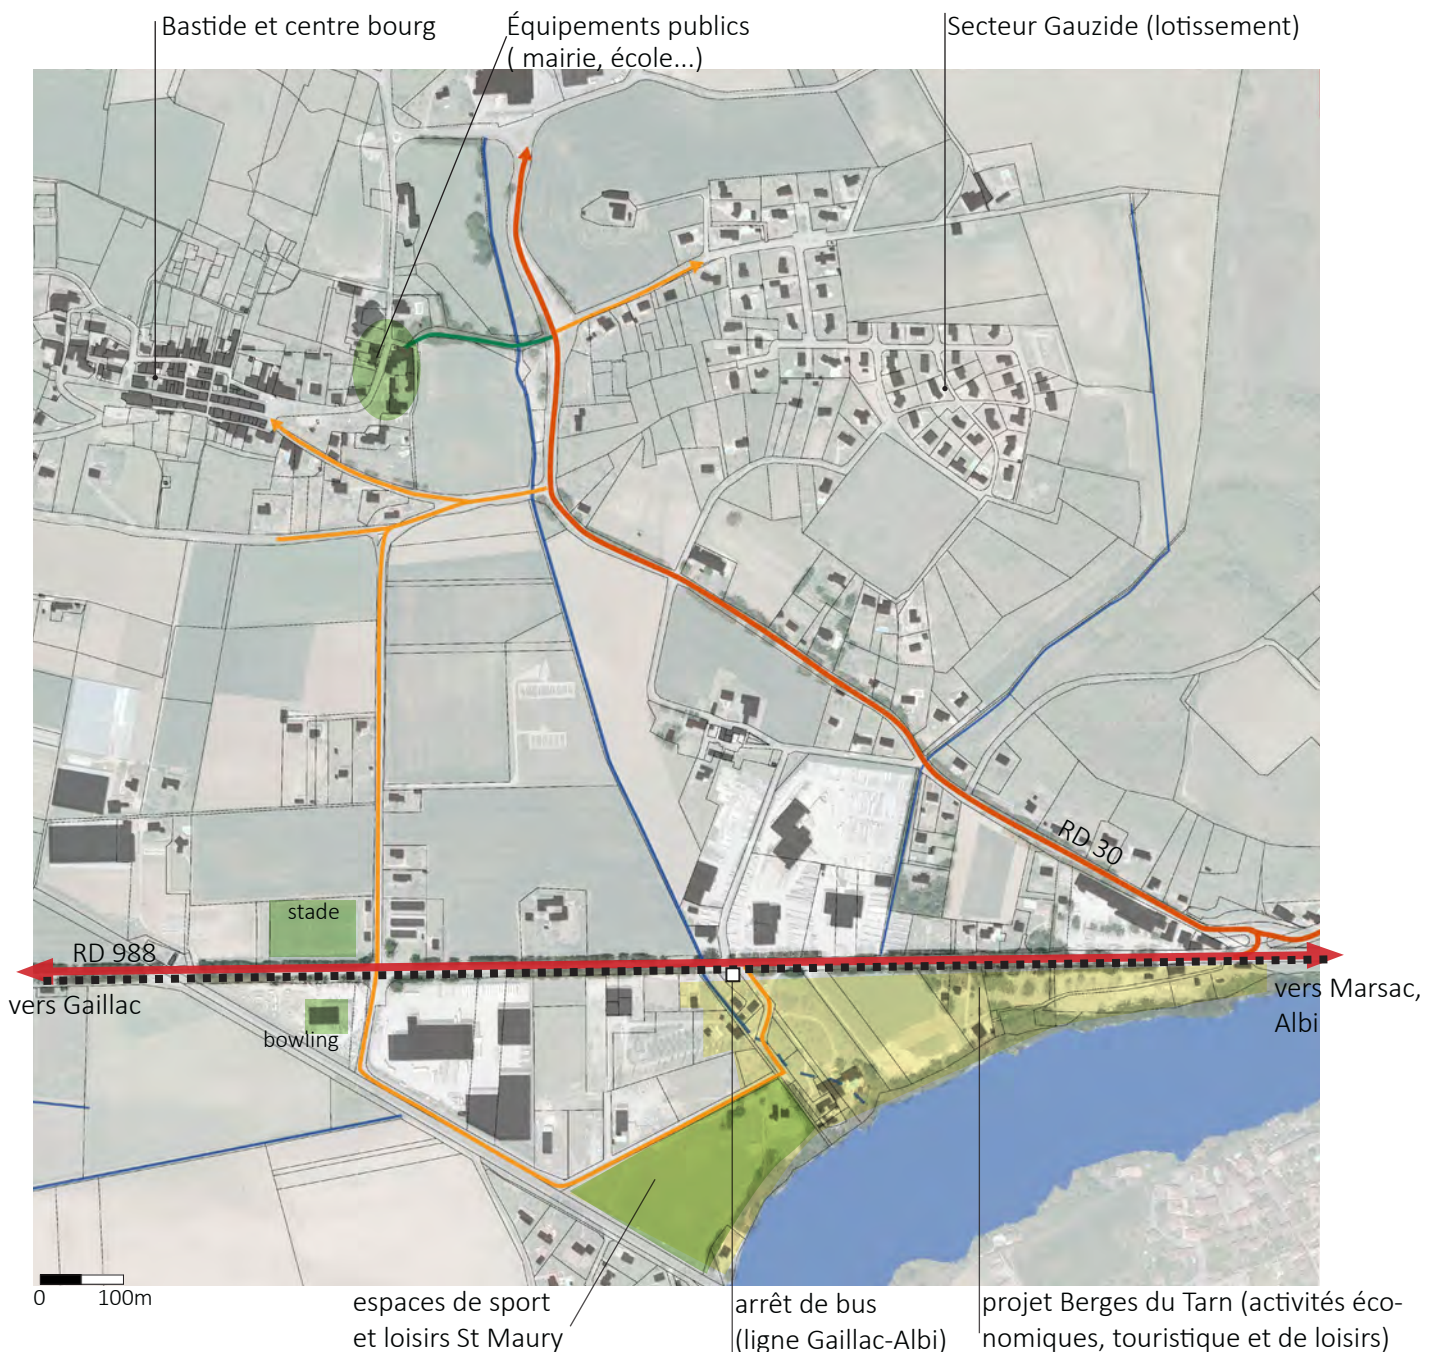 Bastide et centre bourg
Équipements publics
( mairie, école...)
Secteur Gauzide (lotissement)
RD 30
stade
RD 988
vers Gaillac
bowling
vers Marsac,
Albi
0 100m
espaces de sport
et loisirs St Maury
arrêt de bus
(ligne Gaillac-Albi)
projet Berges du Tarn (activités éco-
nomiques, touristique et de loisirs)